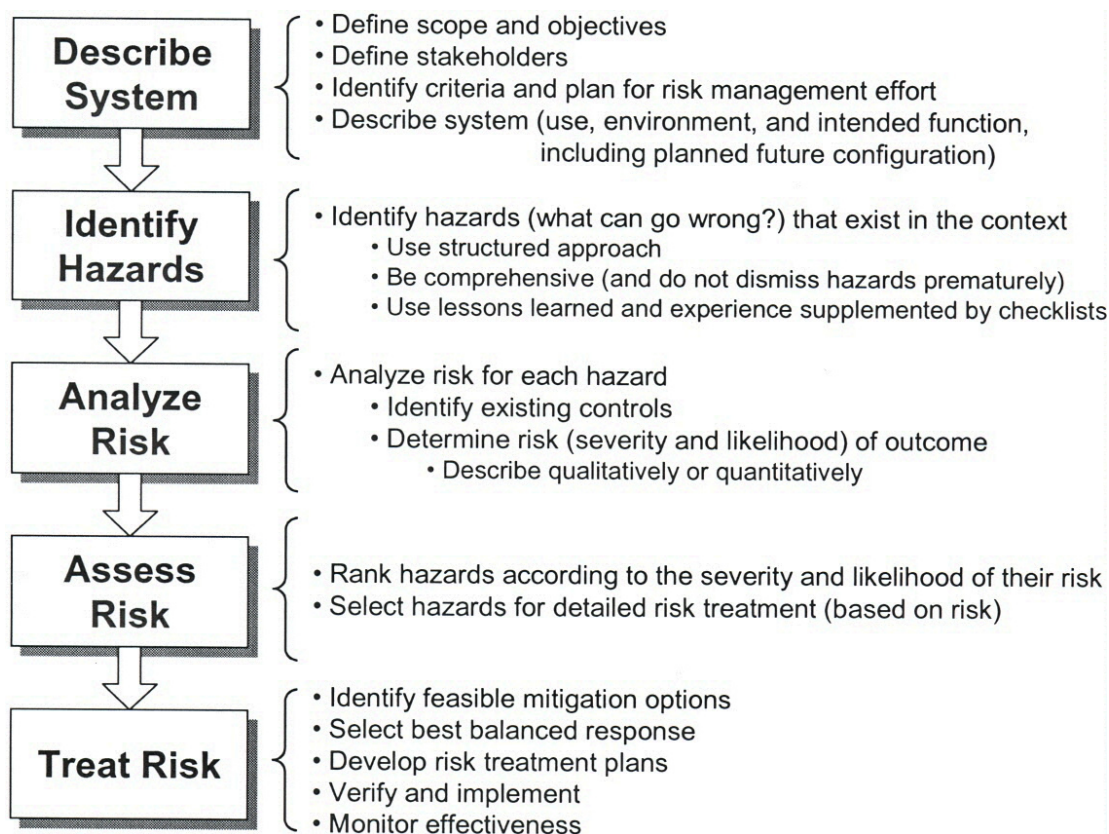 Describe
System
• Define scope and objectives
• Define stakeholders
• Identify criteria and plan for risk management effort
• Describe system (use, environment, and intended function,
including planned future configuration)
Identify
Hazards
• Identify hazards (what can go wrong?) that exist in the context
• Use structured approach
• Be comprehensive (and do not dismiss hazards prematurely)
• Use lessons learned and experience supplemented by checklists
Analyze
Risk
• Analyze risk for each hazard
• Identify existing controls
• Determine risk (severity and likelihood) of outcome
• Describe qualitatively or quantitatively
Assess
Risk
• Rank hazards according to the severity and likelihood of their risk
• Select hazards for detailed risk treatment (based on risk)
Treat Risk
• Identify feasible mitigation options
• Select best balanced response
• Develop risk treatment plans
• Verify and implement
• Monitor effectiveness